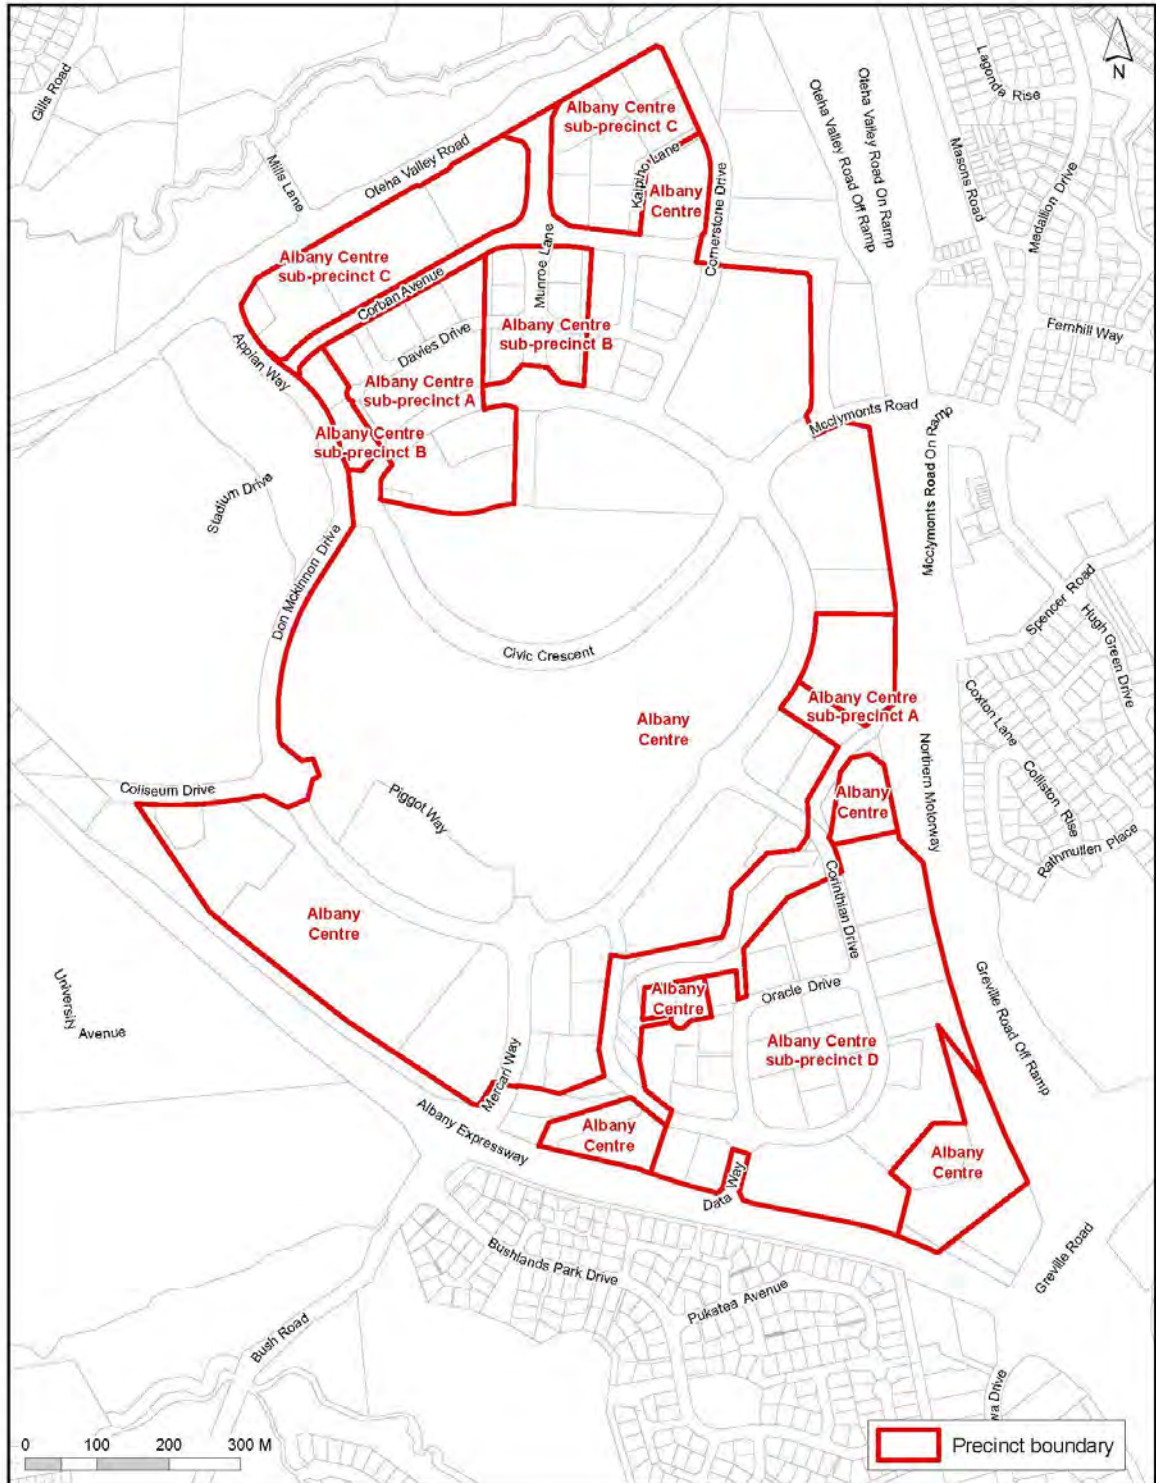 Gills Road
Mills Lane
Oteha Valley Road
Albany Centre
sub-precinct C
Kaipiho Lane
Albany
Centre
Cornerstone Drive
Oteha Valley Road Off Ramp
Oteha Valley Road On Ramp
Lagonda Rise
N
Masons Road
Medallion Drive
Fernhill Way
Albany Centre
sub-precinct C
Corban Avenue
Munroe Lane
Davies Drive
Albany Centre
sub-precinct B
Appian Way
Albany Centre
sub-precinct A
Albany Centre
sub-precinct B
Mcclymonts Road
Mcclymonts Road On Ramp
Stadium Drive
Don Mckinnon Drive
Civic Crescent
Spencer Road
Hugh Green Drive
Albany Centre
sub-precinct A
Coxton Lane
Colliston Rise
Rathmullen Place
Northern Motorway
Albany
Centre
Coliseum Drive
Piggot Way
Albany
Centre
Corinthian Drive
Albany
Centre
University
Avenue
Albany
Centre
Oracle Drive
Albany Centre
sub-precinct D
Greville Road Off Ramp
Mercari Way
Albany Expressway
Albany
Centre
Albany
Centre
Data Way
Bushlands Park Drive
Pukatea Avenue
Greville Road
Bush Road
wa Drive
0 100 200 300 M
Precinct boundary